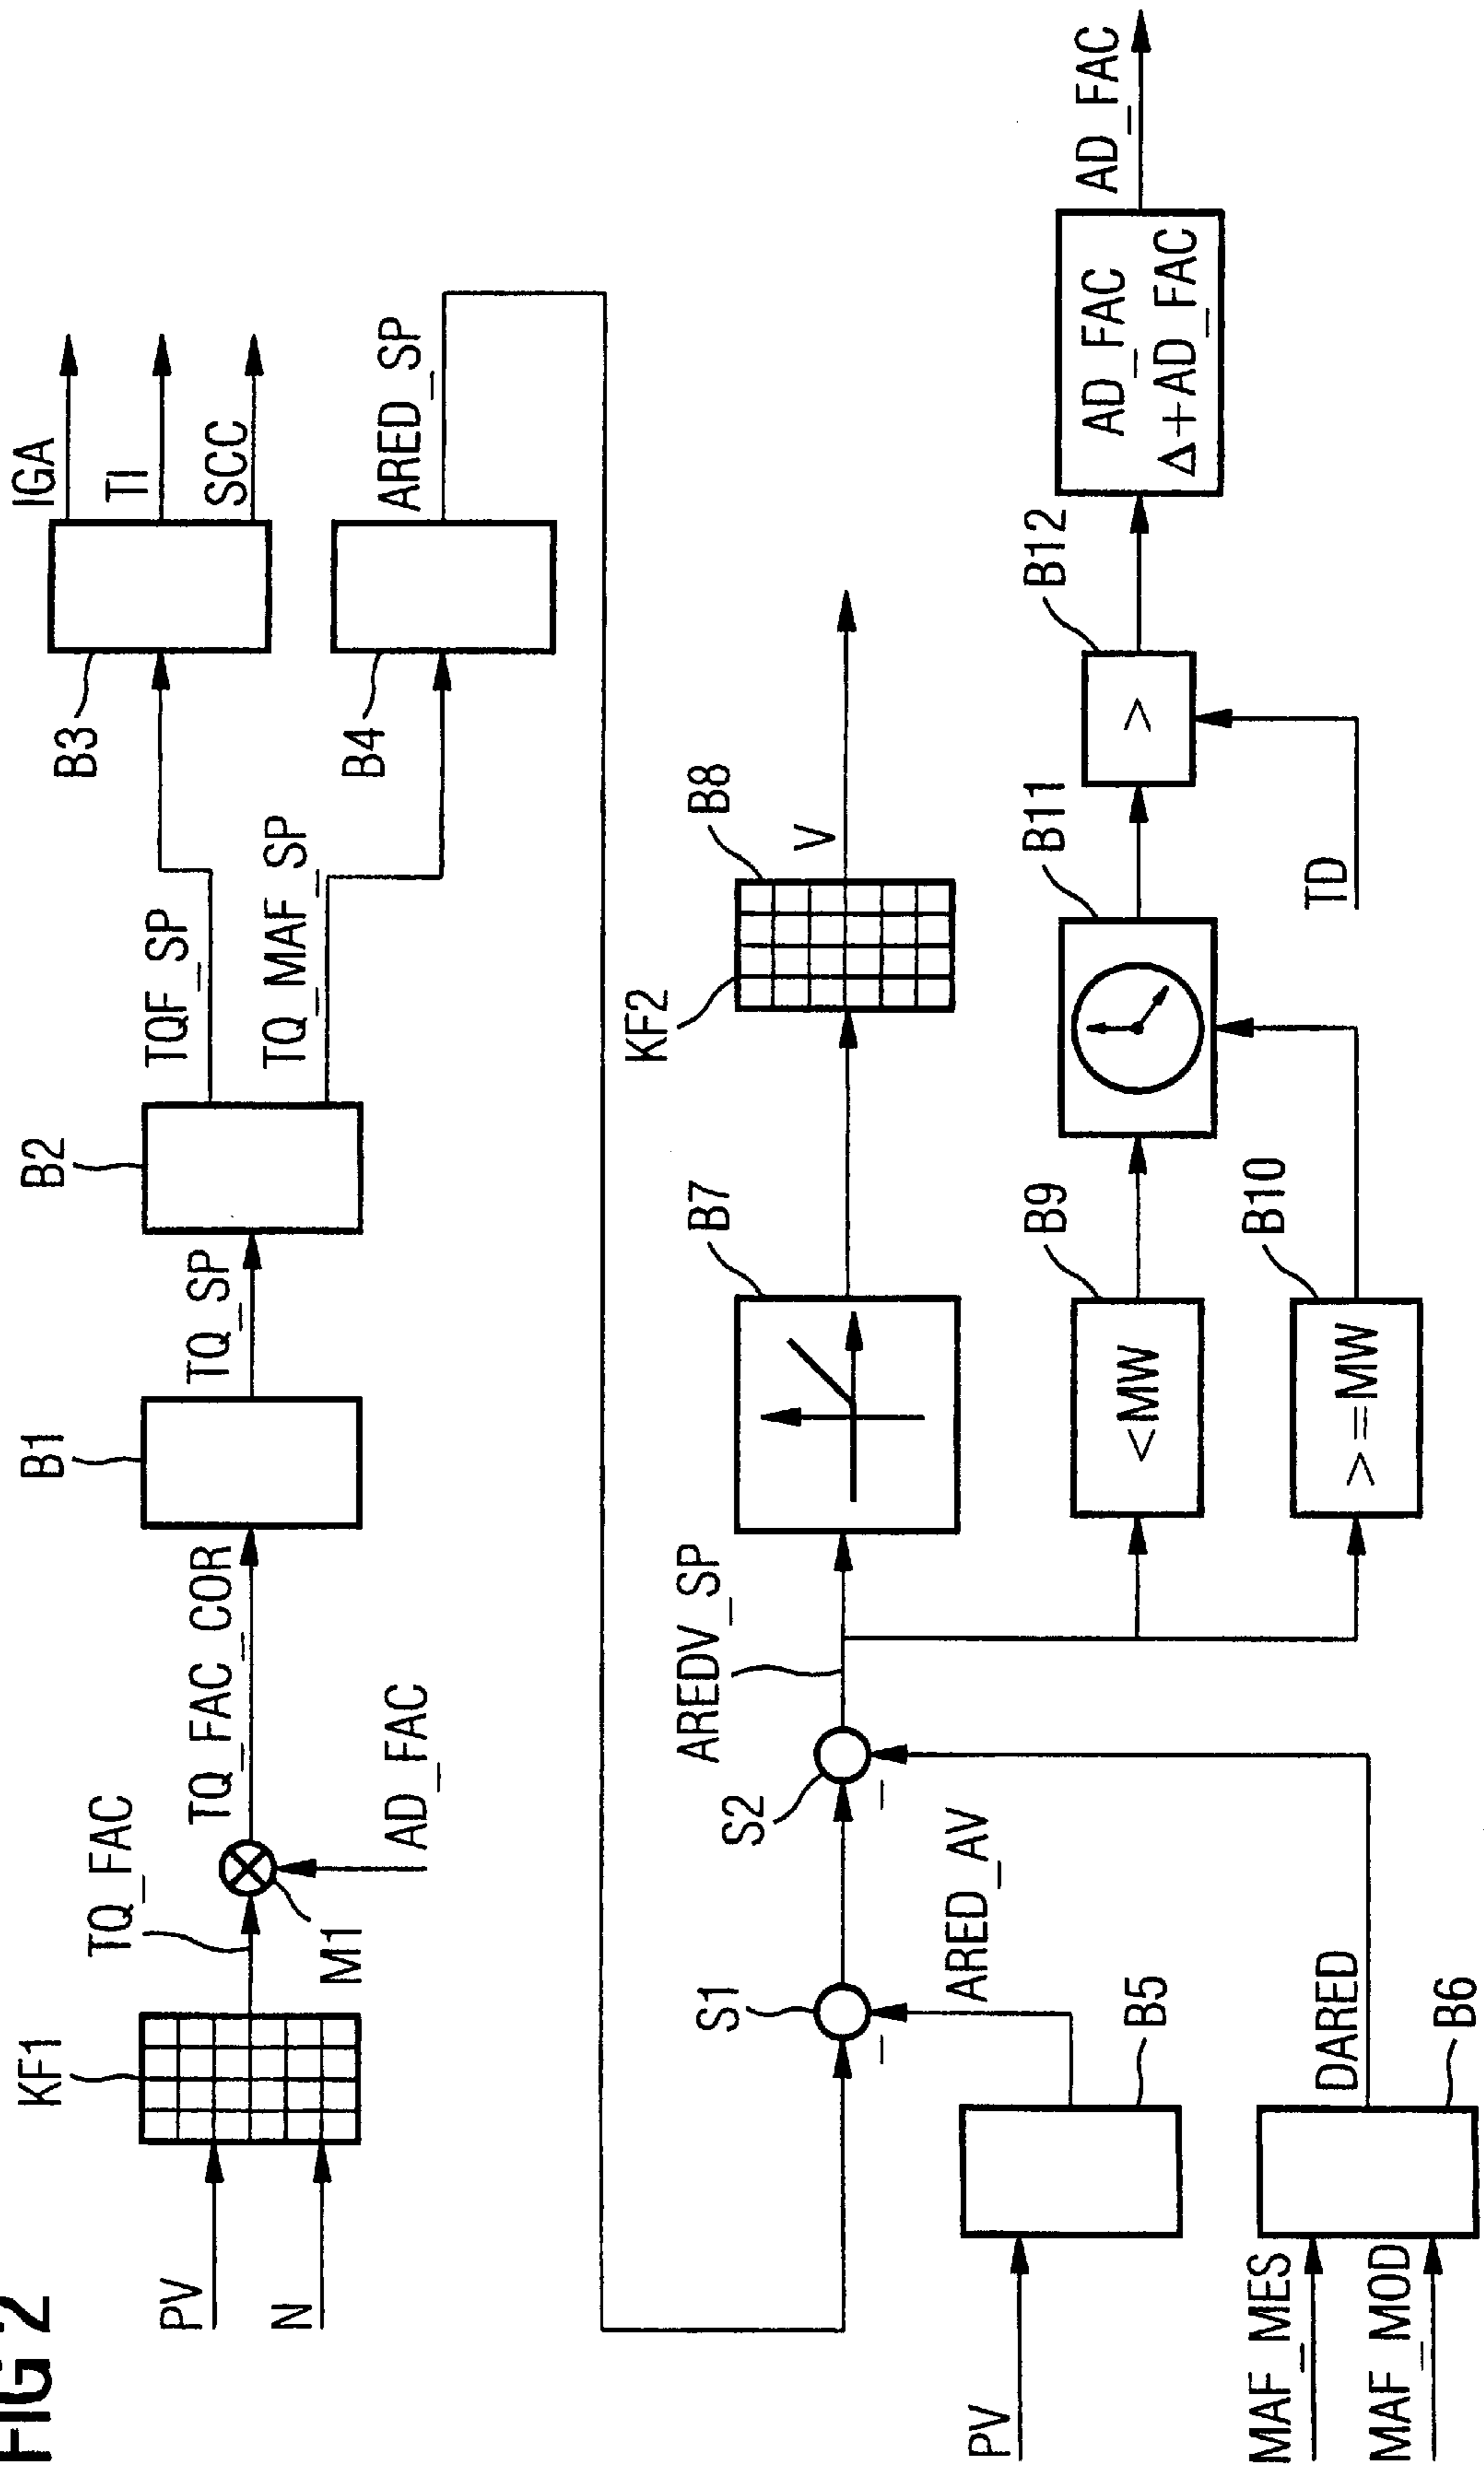 FIG 2
PV
N
KF1
TQ_FAC
M1
AD_FAC
TQ_FAC_COR
B1
TQ_SP
B2
TQF_SP
TQ_MAF_SP
B3
IGA
TI
SCC
B4
ARED_SP
PV
B5
ARED_AV
S1
–
MAF_MES
MAF_MOD
B6
DARED
S2
–
AREDV_SP
B7
KF2
B8
V
B9
<MW
B10
>=MW
B11
TD
B12
>
AD_FAC
Δ+AD_FAC
AD_FAC